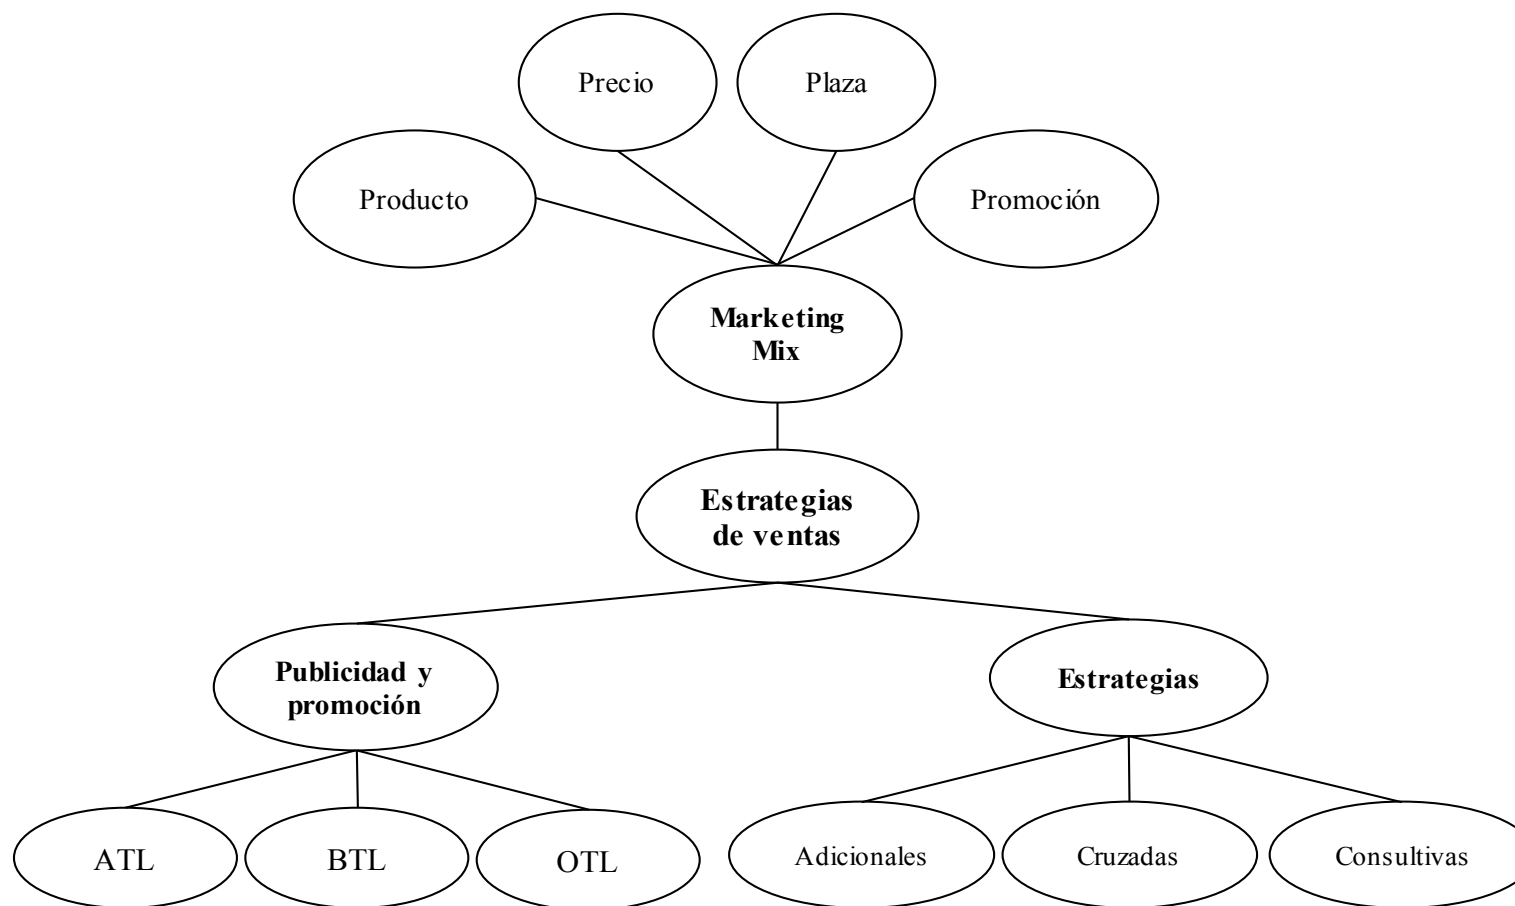 Precio
Plaza
Producto
Promoción
Marketing
Mix
Estrategias
de ventas
Publicidad y
promoción
Estrategias
ATL
BTL
OTL
Adicionales
Cruzadas
Consultivas